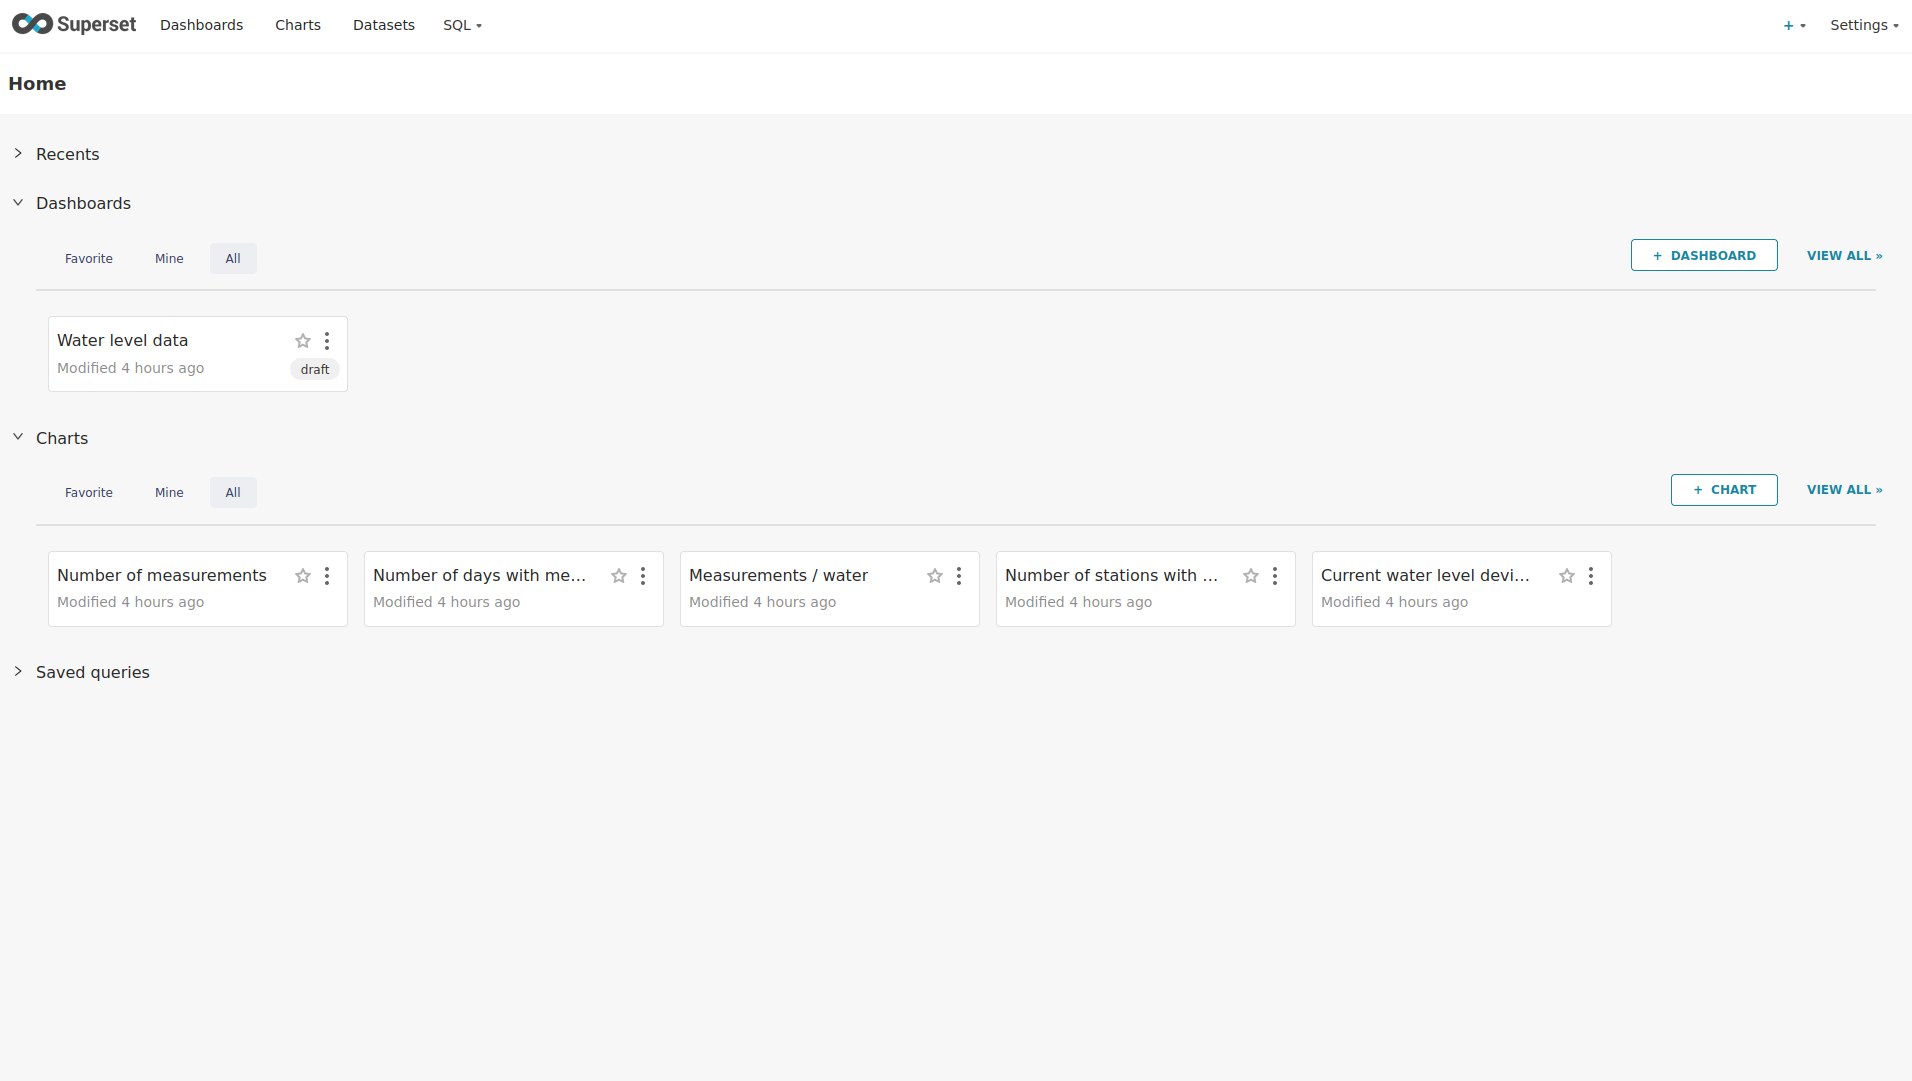 Superset Dashboards Charts Datasets SQL + Settings
Home
Recents
Dashboards
Favorite Mine All + DASHBOARD VIEW ALL »
Water level data
Modified 4 hours ago draft
Charts
Favorite Mine All + CHART VIEW ALL »
Number of measurements Number of days with me... Measurements / water Number of stations with ... Current water level devi...
Modified 4 hours ago Modified 4 hours ago Modified 4 hours ago Modified 4 hours ago Modified 4 hours ago
Saved queries